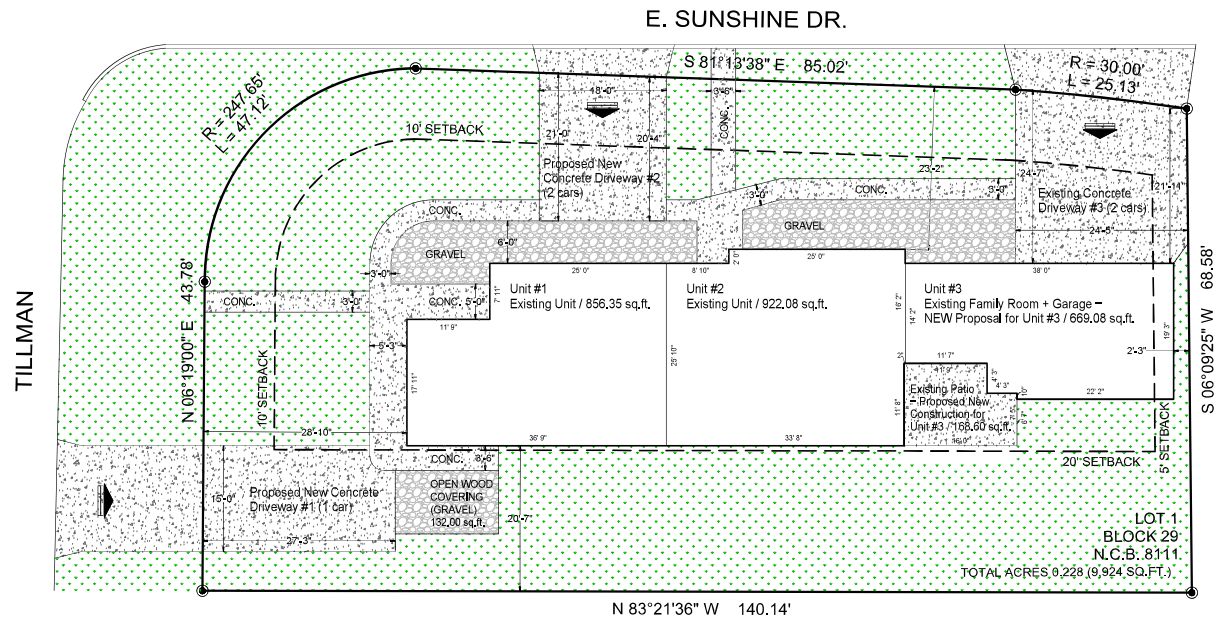 E. SUNSHINE DR.
S 81°13'38" E 85.02'
R = 30.00'
L = 25.13'
R = 247.65'
L = 47.12'
18'-0"
3'-6"
10' SETBACK
21'-0"
20'-4"
CONC.
Proposed New
Concrete Driveway #2
(2 cars)
23'-2"
24'-7"
3'-0"
CONC.
3'-0"
Existing Concrete
Driveway #3 (2 cars)
21'-14"
24'-5"
CONC.
GRAVEL
6'-0"
GRAVEL
2' 0"
25' 0"
8' 10"
25' 0"
38' 0"
3'-0"
CONC.
3'-0"
CONC.
5'-0"
7' 11"
Unit #1
Existing Unit / 856.35 sq.ft.
Unit #2
Existing Unit / 922.08 sq.ft.
16' 2"
14' 2"
Unit #3
Existing Family Room + Garage –
NEW Proposal for Unit #3 / 669.08 sq.ft.
19' 3"
11' 9"
5'-3"
17' 11"
25' 10"
2'-3"
11' 7"
11' 9"
4' 3"
4' 3"
22' 2"
11' 8"
Existing Patio
– Proposed New
Construction for
Unit #3 / 168.60 sq.ft.
16' 0"
TILLMAN
N 06°19'00" E 43.78'
S 06°09'25" W 68.58'
10' SETBACK
28'-10"
36' 9"
33' 8"
20' SETBACK
5' SETBACK
CONC.
3'-6"
15'-0"
Proposed New Concrete
Driveway #1 (1 car)
27'-3"
OPEN WOOD
COVERING
(GRAVEL)
132.00 sq.ft.
20'-7"
LOT 1
BLOCK 29
N.C.B. 8111
TOTAL ACRES 0.228 (9,924 SQ.FT.)
N 83°21'36" W 140.14'